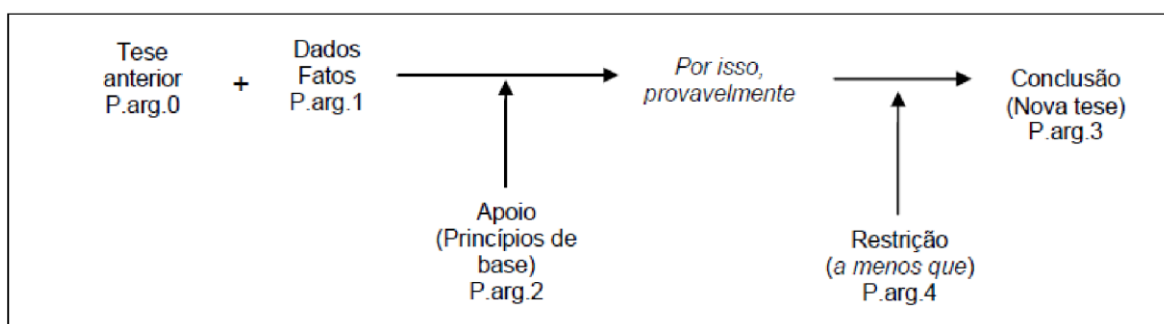 Tese
anterior
P.arg.0
+
Dados
Fatos
P.arg.1
Por isso,
provavelmente
Conclusão
(Nova tese)
P.arg.3
Apoio
(Princípios de
base)
P.arg.2
Restrição
(a menos que)
P.arg.4